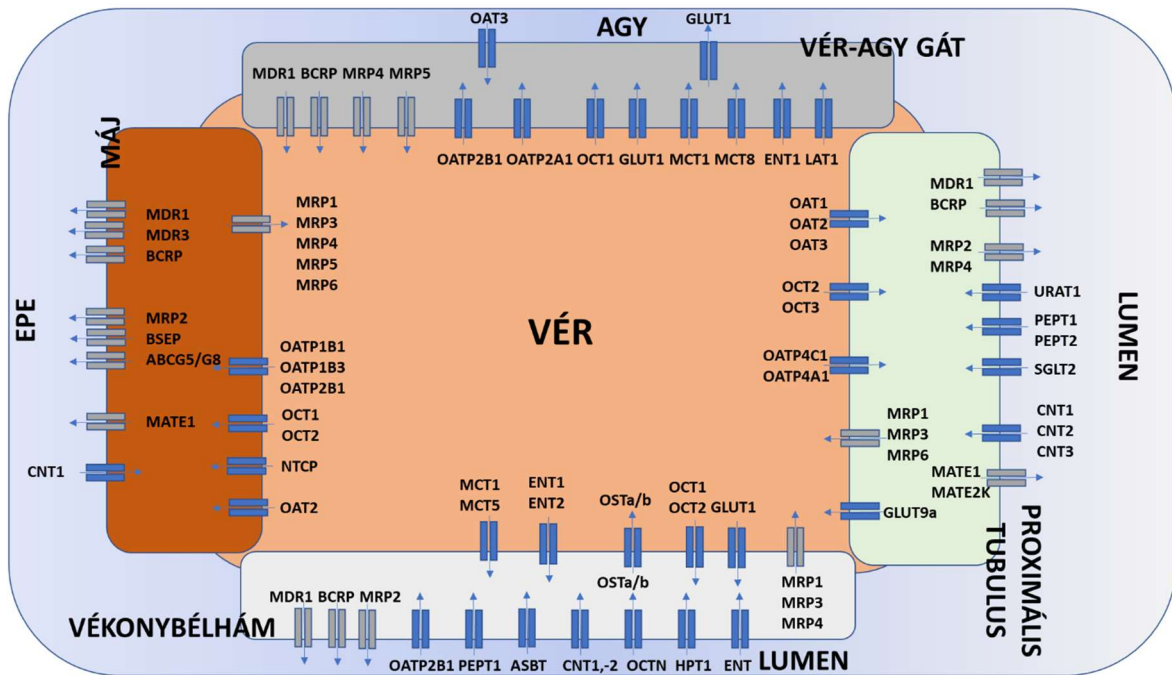 AGY
VÉR-AGY GÁT
OAT3
GLUT1
MDR1 BCRP MRP4 MRP5
OATP2B1 OATP2A1 OCT1 GLUT1 MCT1 MCT8 ENT1 LAT1
MÁJ
EPE
MDR1
MDR3
BCRP
MRP2
BSEP
ABCG5/G8
MATE1
CNT1
MRP1
MRP3
MRP4
MRP5
MRP6
OATP1B1
OATP1B3
OATP2B1
OCT1
OCT2
NTCP
OAT2
VÉR
OAT1
OAT2
OAT3
OCT2
OCT3
OATP4C1
OATP4A1
MRP1
MRP3
MRP6
GLUT9a
MDR1
BCRP
MRP2
MRP4
URAT1
PEPT1
PEPT2
SGLT2
CNT1
CNT2
CNT3
MATE1
MATE2K
LUMEN
PROXIMÁLIS
TUBULUS
MCT1
MCT5
ENT1
ENT2
OSTa/b
OCT1
OCT2
GLUT1
OSTa/b
MRP1
MRP3
MRP4
MDR1 BCRP MRP2
VÉKONYBÉLHÁM
OATP2B1 PEPT1 ASBT CNT1,-2 OCTN HPT1 ENT
LUMEN